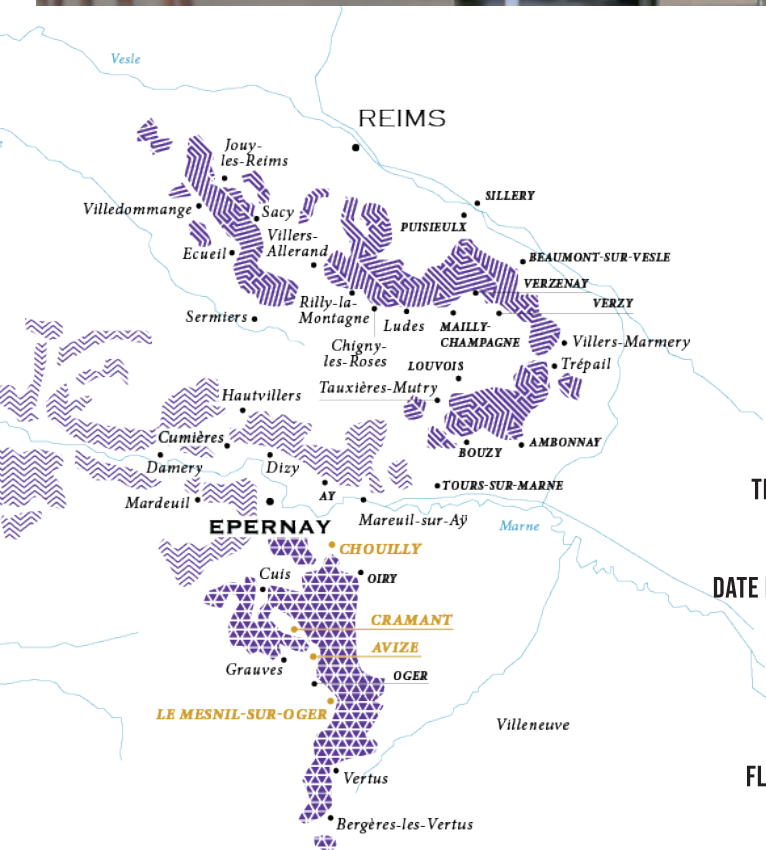 Vesle
REIMS
Jouy-
les-Reims
SILLERY
Villedommange
Sacy
PUISIEULX
Villers-
Allerand
Ecueil
BEAUMONT-SUR-VESLE
VERZENAY
Rilly-la-
Montagne
VERZY
Sermiers
Ludes
MAILLY-
CHAMPAGNE
Villers-Marmery
Chigny-
les-Roses
LOUVOIS
Trépail
Tauxières-Mutry
Hautvillers
Cumières
AMBONNAY
BOUZY
Damery
Dizy
TOURS-SUR-MARNE
AY
Mardeuil
Mareuil-sur-Aÿ
Marne
EPERNAY
CHOUILLY
Cuis
OIRY
DATE
CRAMANT
AVIZE
Grauves
OGER
LE MESNIL-SUR-OGER
Villeneuve
Vertus
Bergères-les-Vertus